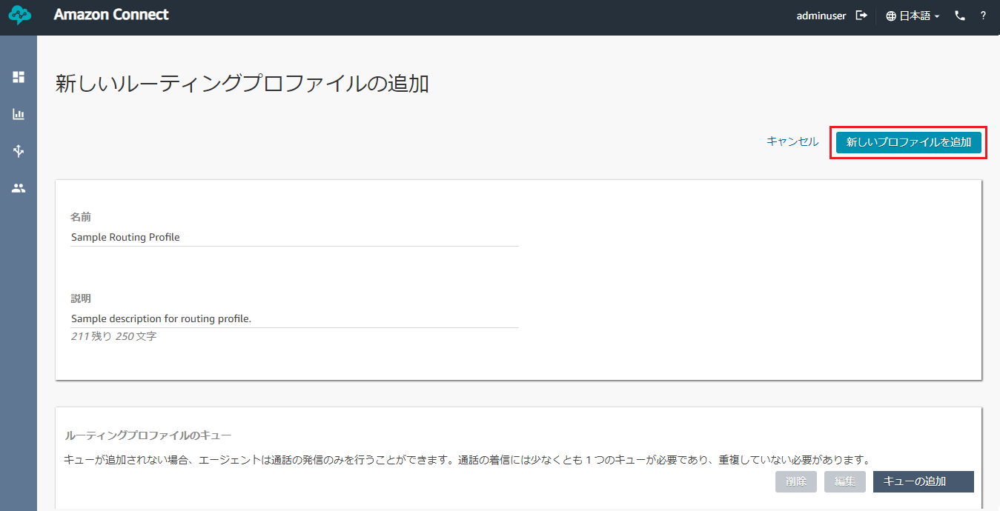 Amazon Connect
adminuser 日本語 ?
新しいルーティングプロファイルの追加
キャンセル 新しいプロファイルを追加
名前
Sample Routing Profile
説明
Sample description for routing profile.
211 残り 250 文字
ルーティングプロファイルのキュー
キューが追加されない場合、エージェントは通話の発信のみを行うことができます。通話の着信には少なくとも 1 つのキューが必要であり、重複していない必要があります。
削除 編集 キューの追加